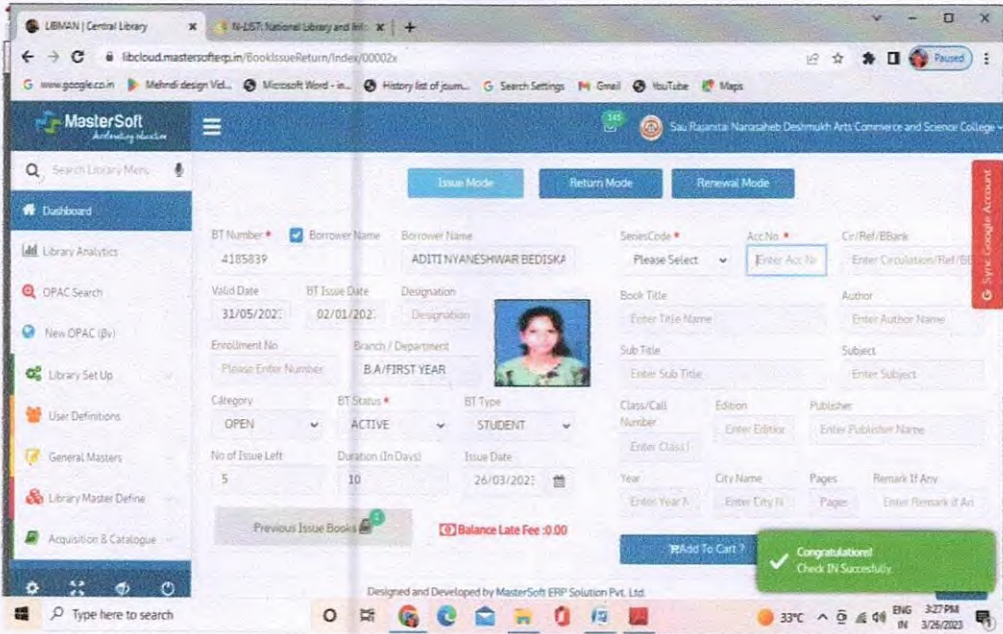 LIBMAN | Central Library
N-LIST: National Library and Inf
libcloud.mastersofterp.in/BookIssueReturn/Index/00002x
Paused
www.google.co.in
Mehndi design Vid...
Microsoft Word - in...
History list of journ...
Search Settings
Gmail
YouTube
Maps
MasterSoft
Accelerating education
145
Sau Rajanitai Nanasaheb Deshmukh Arts Commerce and Science College
Search Library Menu
Issue Mode
Return Mode
Renewal Mode
Sync Google Account
Dashboard
Library Analytics
OPAC Search
New OPAC (βv)
Library Set Up
User Definitions
General Masters
Library Master Define
Acquisition & Catalogue
BT Number *
Borrower Name
Borrower Name
4185839
ADITI NYANESHWAR BEDISKA
Valid Date
BT Issue Date
Designation
31/05/202
02/01/202
Designation
Enrollment No
Branch / Department
Please Enter Number
B.A/FIRST YEAR
Category
BT Status *
BT Type
OPEN
ACTIVE
STUDENT
No of Issue Left
Duration (In Days)
Issue Date
5
10
26/03/202
Previous Issue Books
1
Balance Late Fee :0.00
SeriesCode *
Acc.No. *
Cir/Ref/BBank
Please Select
Enter Acc No
Enter Circulation/Ref/BB
Book Title
Author
Enter Title Name
Enter Author Name
Sub Title
Subject
Enter Sub Title
Enter Subject
Class/Call Number
Edition
Publisher
Enter Class
Enter Edition
Enter Publisher Name
Year
City Name
Pages
Remark If Any
Enter Year N
Enter City N
Pages
Enter Remark If An
Add To Cart ?
Congratulations!
Check IN Succesfully.
Designed and Developed by MasterSoft ERP Solution Pvt. Ltd.
Type here to search
33°C
ENG
IN
3:27 PM
3/26/2023